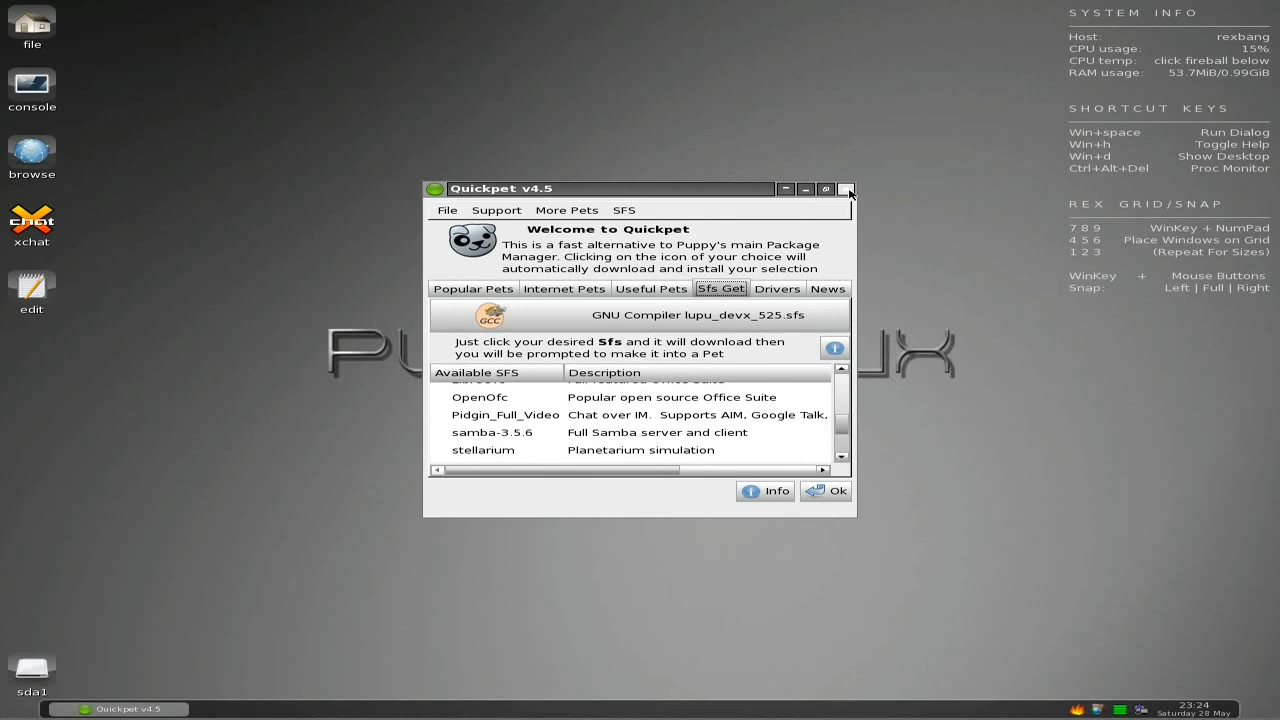 file
console
browse
xchat
edit
sda1
SYSTEM INFO
Host: rexbang
CPU usage: 15%
CPU temp: click fireball below
RAM usage: 53.7MiB/0.99GiB
SHORTCUT KEYS
Win+space Run Dialog
Win+h Toggle Help
Win+d Show Desktop
Ctrl+Alt+Del Proc Monitor
REX GRID/SNAP
7 8 9 WinKey + NumPad
4 5 6 Place Windows on Grid
1 2 3 (Repeat For Sizes)
WinKey + Mouse Buttons
Snap: Left | Full | Right
Quickpet v4.5
File Support More Pets SFS
Welcome to Quickpet
This is a fast alternative to Puppy's main Package
Manager. Clicking on the icon of your choice will
automatically download and install your selection
Popular Pets Internet Pets Useful Pets Sfs Get Drivers News
GCC GNU Compiler lupu_devx_525.sfs
Just click your desired Sfs and it will download then
you will be prompted to make it into a Pet
Available SFS Description
OpenOfc Popular open source Office Suite
Pidgin_Full_Video Chat over IM. Supports AIM, Google Talk,
samba-3.5.6 Full Samba server and client
stellarium Planetarium simulation
Info Ok
Quickpet v4.5
23:24
Saturday 28 May